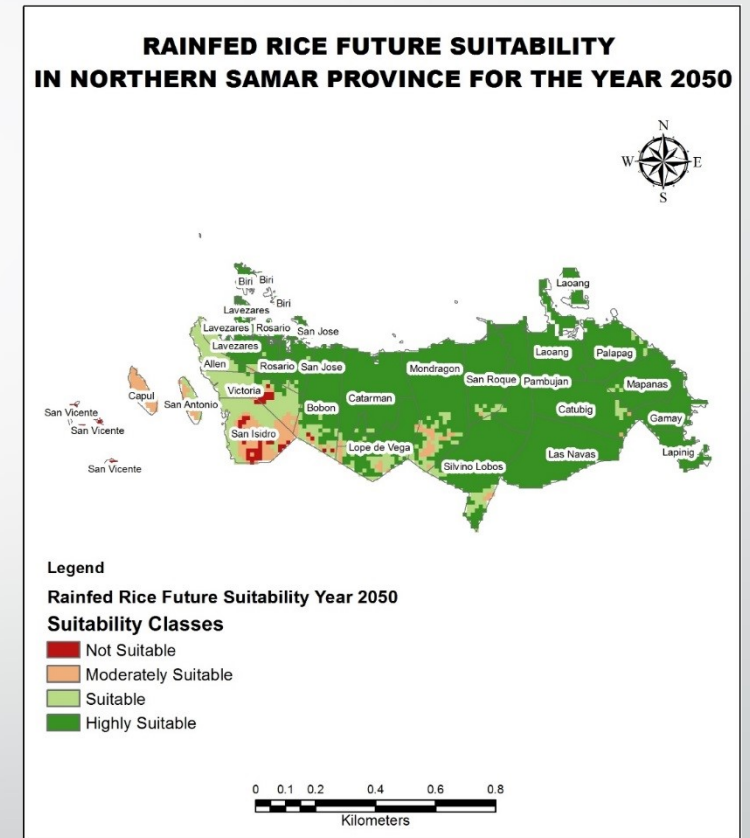 RAINFED RICE FUTURE SUITABILITY
IN NORTHERN SAMAR PROVINCE FOR THE YEAR 2050
N
W E
S
Laoang
Biri Biri
Biri
Lavezares
Lavezares Rosario San Jose
Lavezares
Laoang Palapag
Allen Rosario San Jose
Mondragon
San Roque Pambujan
Mapanas
Victoria
Capul
San Antonio
Catarman
Bobon
Catubig
San Vicente
Gamay
San Vicente
San Isidro
Lope de Vega
Las Navas
Lapinig
San Vicente
Silvino Lobos
Legend
Rainfed Rice Future Suitability Year 2050
Suitability Classes
Not Suitable
Moderately Suitable
Suitable
Highly Suitable
0 0.1 0.2 0.4 0.6 0.8
Kilometers